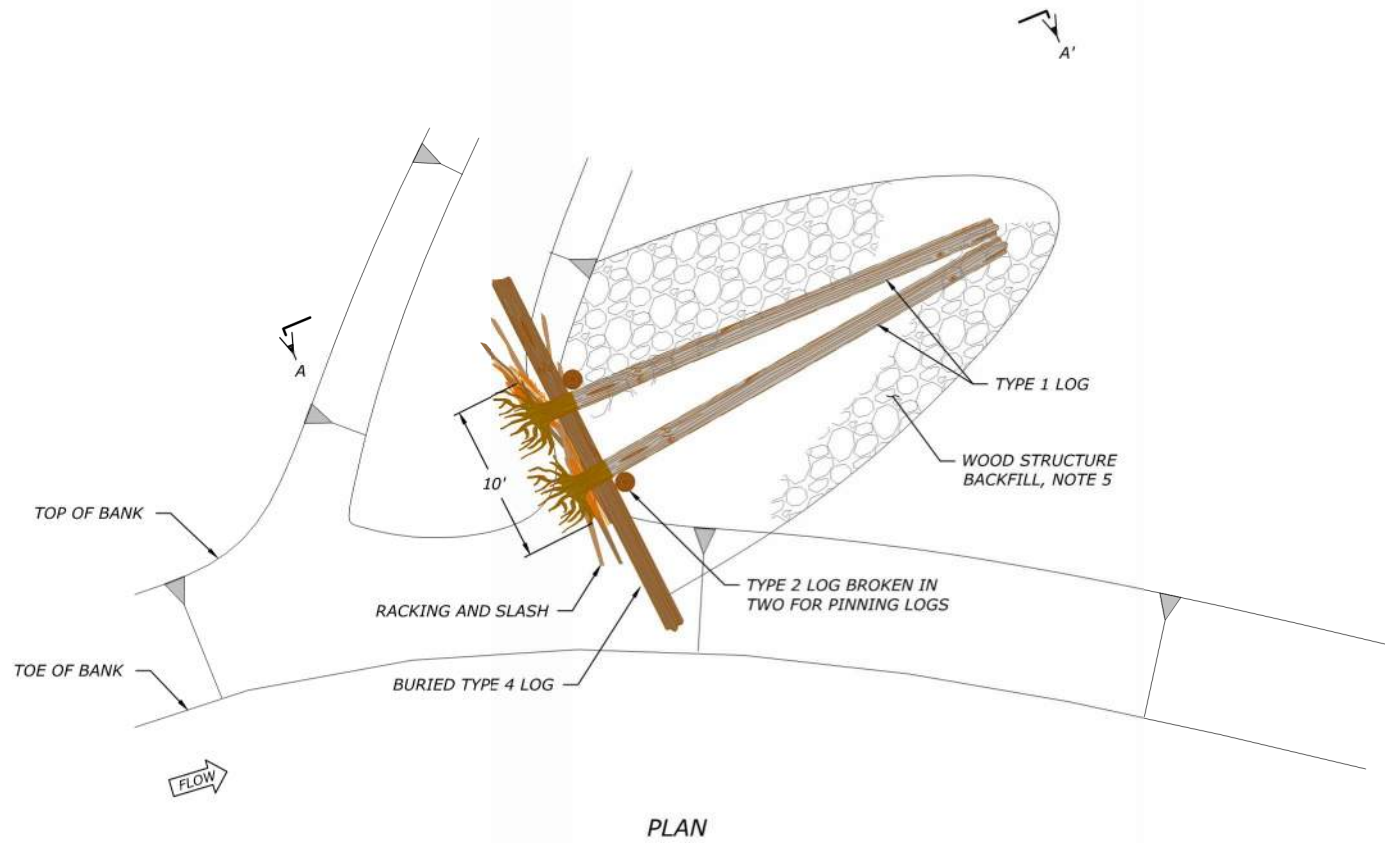 A'
A
TYPE 1 LOG
WOOD STRUCTURE
BACKFILL, NOTE 5
10'
TOP OF BANK
TYPE 2 LOG BROKEN IN
TWO FOR PINNING LOGS
RACKING AND SLASH
TOE OF BANK
BURIED TYPE 4 LOG
FLOW
PLAN